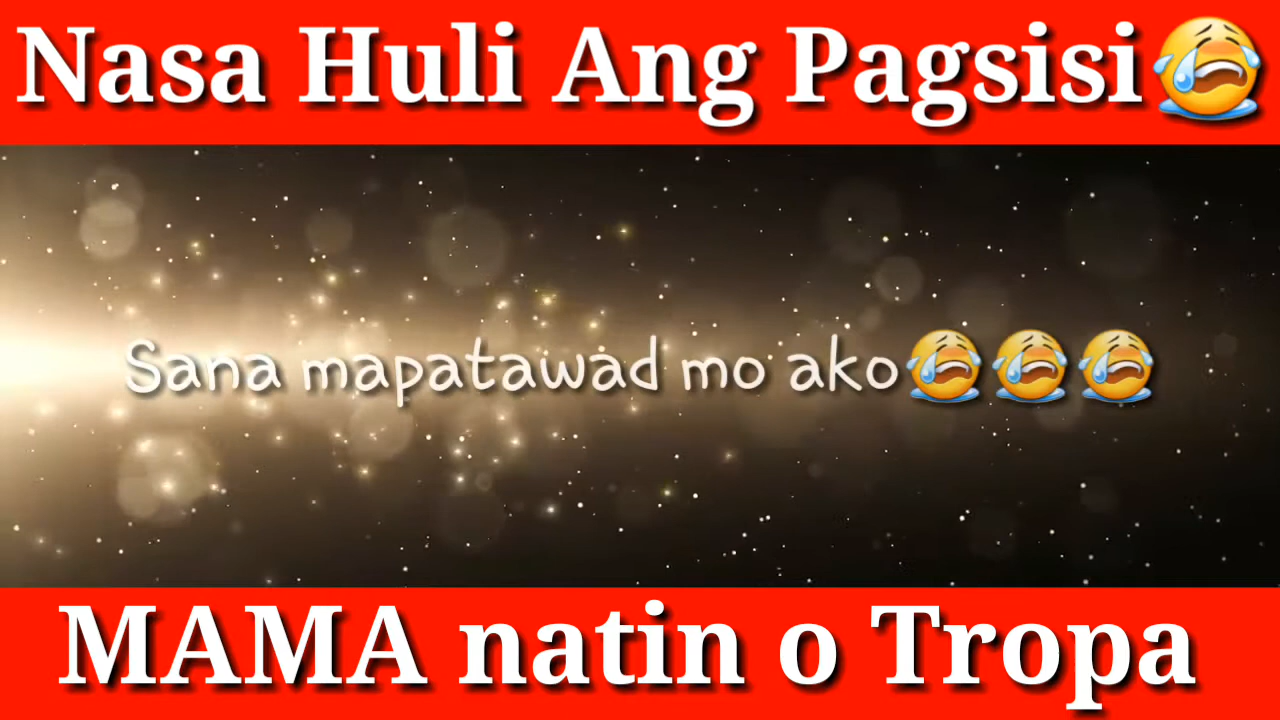 Nasa Huli Ang Pagsisi😭
Sana mapatawad mo ako😭😭😭
MAMA natin o Tropa